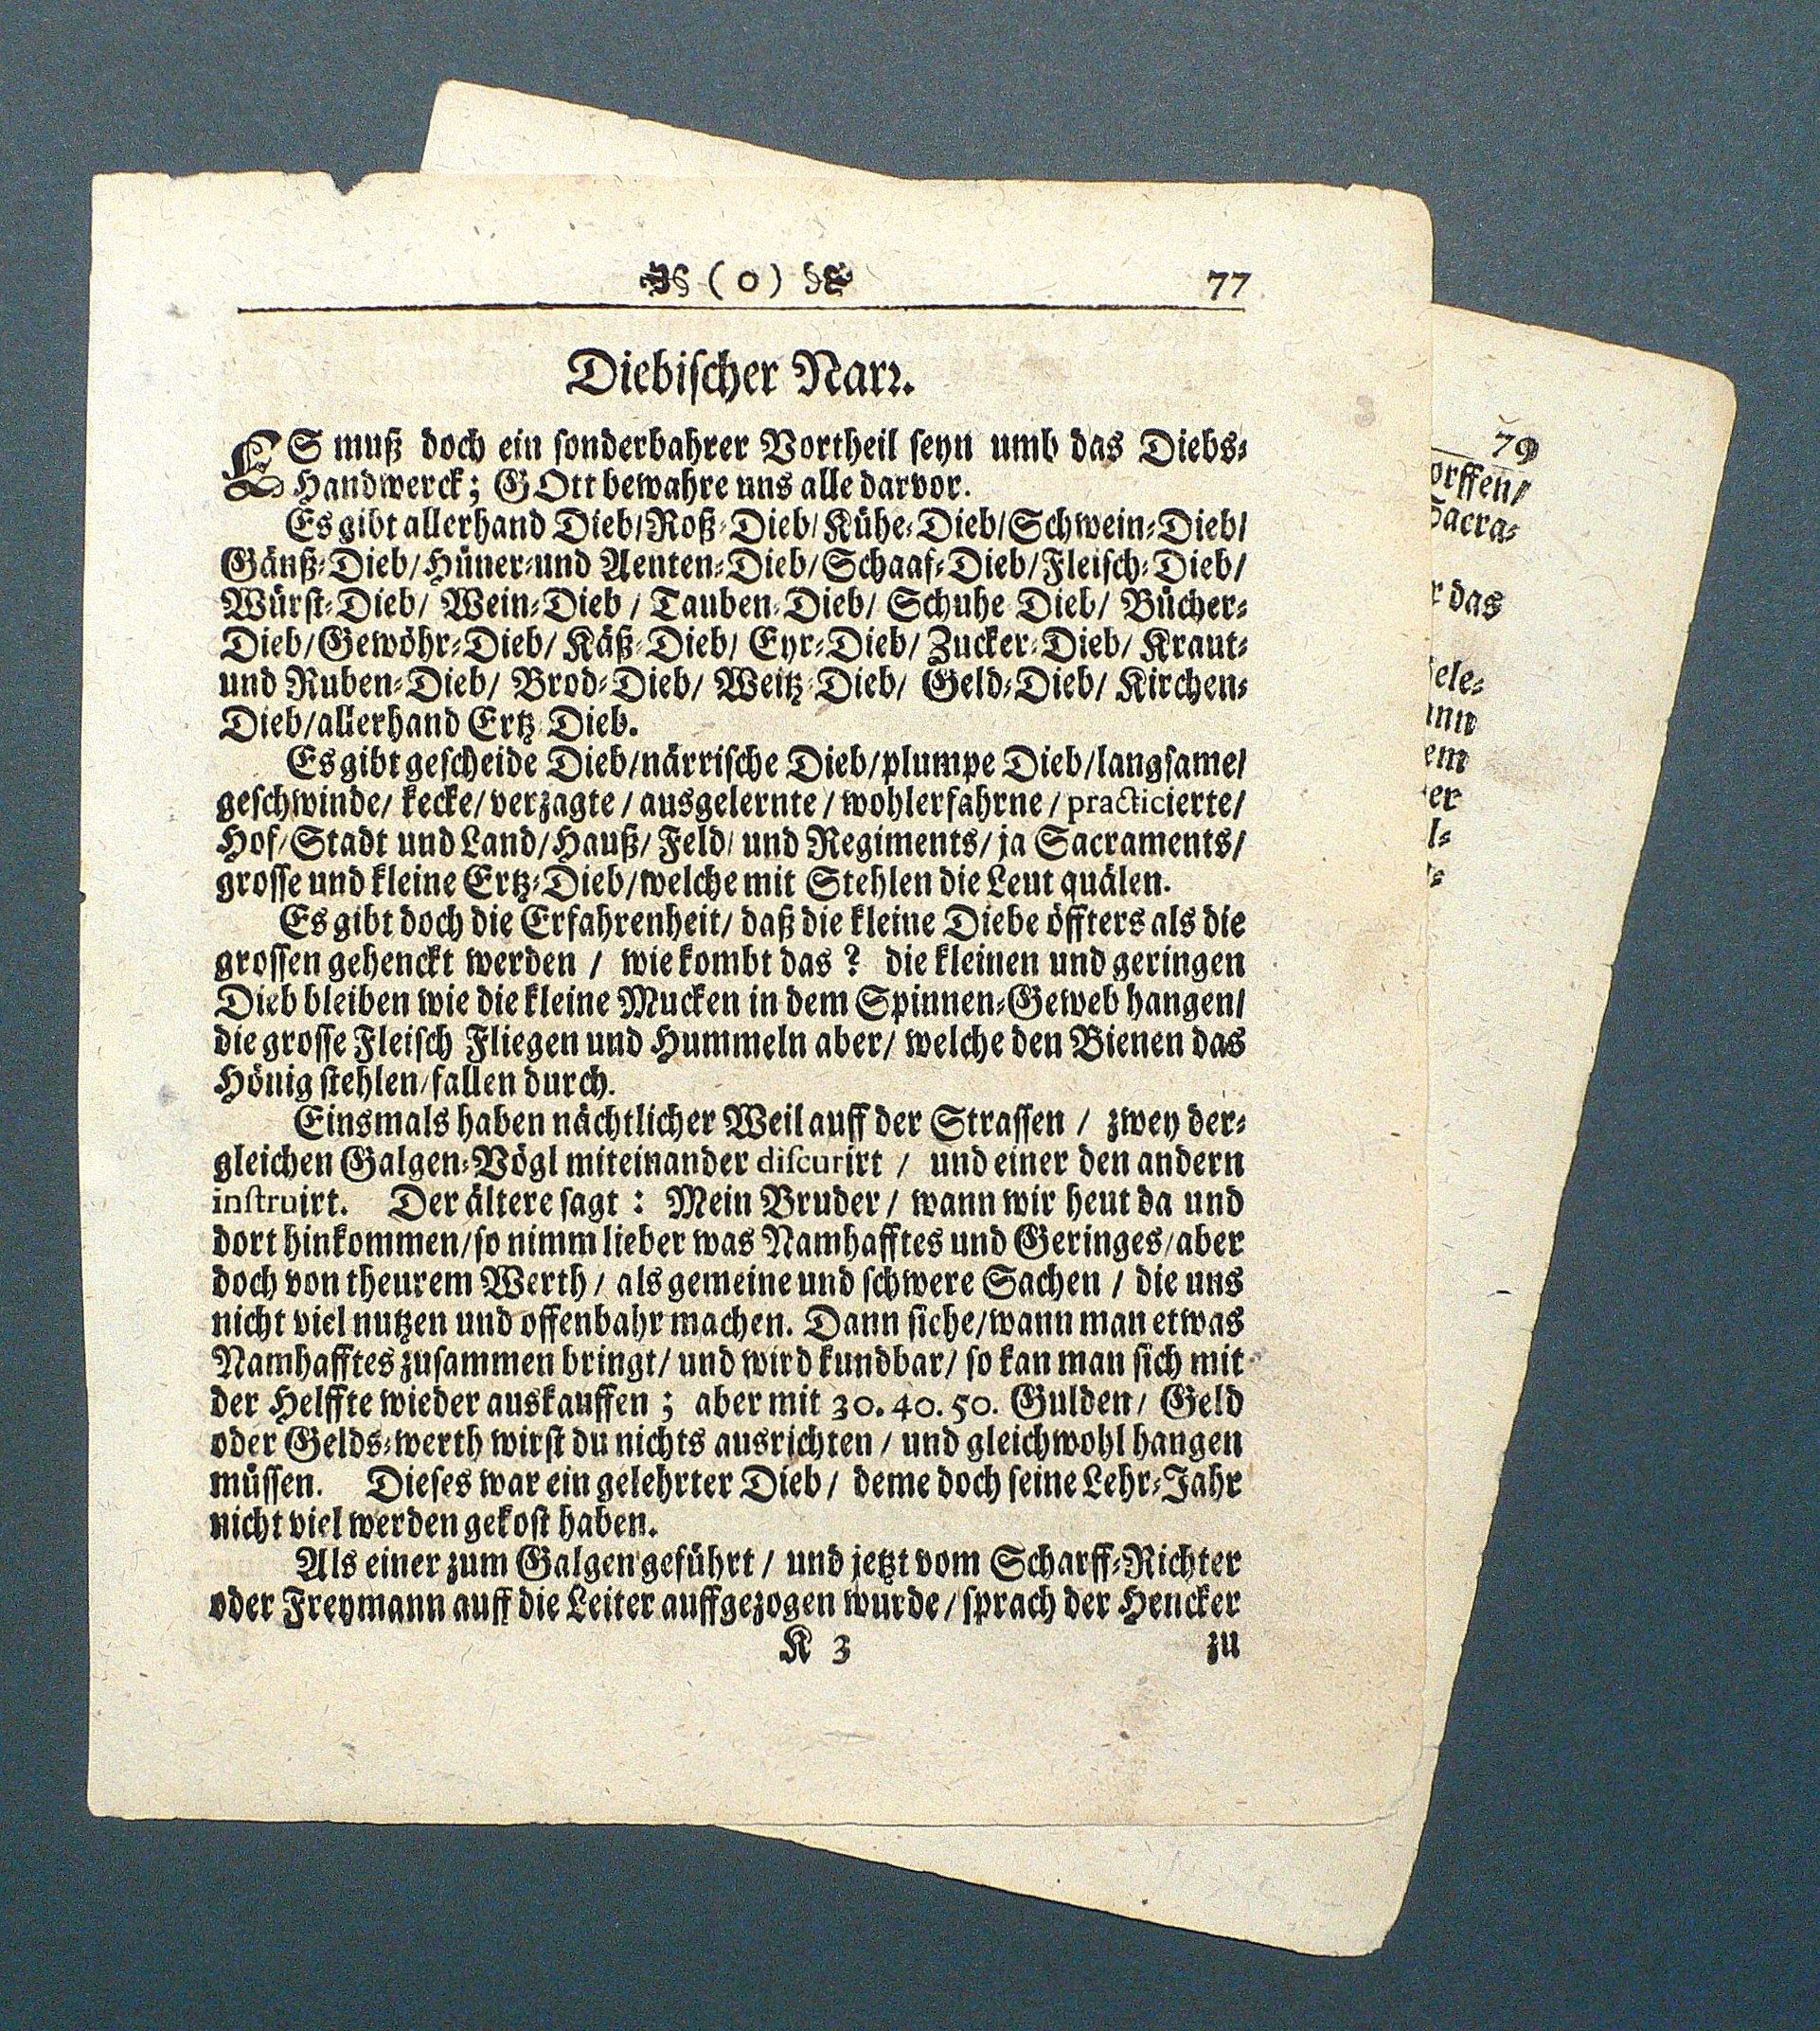 ( 0 ) 77
Diebischer Narr.
ES muß doch ein sonderbahrer Vortheil seyn umb das Diebs-
Handwerck; GOtt bewahre uns alle darvor.
Es gibt allerhand Dieb/Roß-Dieb/Kühe-Dieb/Schwein-Dieb/
Gänß-Dieb/Hüner-und Aenten-Dieb/Schaaf-Dieb/Fleisch-Dieb/
Würst-Dieb/ Wein-Dieb / Tauben-Dieb/ Schuhe Dieb/ Bücher-
Dieb/Gewöhr-Dieb/ Käß-Dieb/ Eyr-Dieb/ Zucker-Dieb/ Kraut-
und Ruben-Dieb/ Brod-Dieb/ Weitz-Dieb/ Geld-Dieb/ Kirchen-
Dieb/allerhand Ertz Dieb.
Es gibt gescheide Dieb/närrische Dieb/plumpe Dieb/langsame/
geschwinde/ kecke/ verzagte / ausgelernte / wohlerfahrne / practicierte/
Hof/Stadt und Land/Hauß/ Feld/ und Regiments/ ja Sacraments/
grosse und kleine Ertz-Dieb/welche mit Stehlen die Leut quälen.
Es gibt doch die Erfahrenheit/ daß die kleine Diebe öffters als die
grossen gehenckt werden / wie kombt das ? die kleinen und geringen
Dieb bleiben wie die kleine Mucken in dem Spinnen-Geweb hangen/
die grosse Fleisch Fliegen und Hummeln aber/ welche den Bienen das
Hönig stehlen/fallen durch.
Einsmals haben nächtlicher Weil auff der Strassen / zwey der-
gleichen Galgen-Vögl miteinander discurirt / und einer den andern
instruirt. Der ältere sagt : Mein Bruder / wann wir heut da und
dort hinkommen/so nimm lieber was Namhafftes und Geringes/aber
doch von theurem Werth / als gemeine und schwere Sachen / die uns
nicht viel nutzen und offenbahr machen. Dann siehe/wann man etwas
Namhafftes zusammen bringt/ und wird kundbar/ so kan man sich mit
der Helffte wieder auskauffen ; aber mit 30. 40. 50. Gulden/ Geld
oder Gelds-werth wirst du nichts ausrichten / und gleichwohl hangen
müssen. Dieses war ein gelehrter Dieb / deme doch seine Lehr-Jahr
nicht viel werden gekost haben.
Als einer zum Galgen geführt / und jetzt vom Scharff-Richter
oder Freymann auff die Leiter auffgezogen wurde / sprach der Hencker
K 3 zu
79
orffen/
Sacra-
r das
ele-
ann
em
er
l-